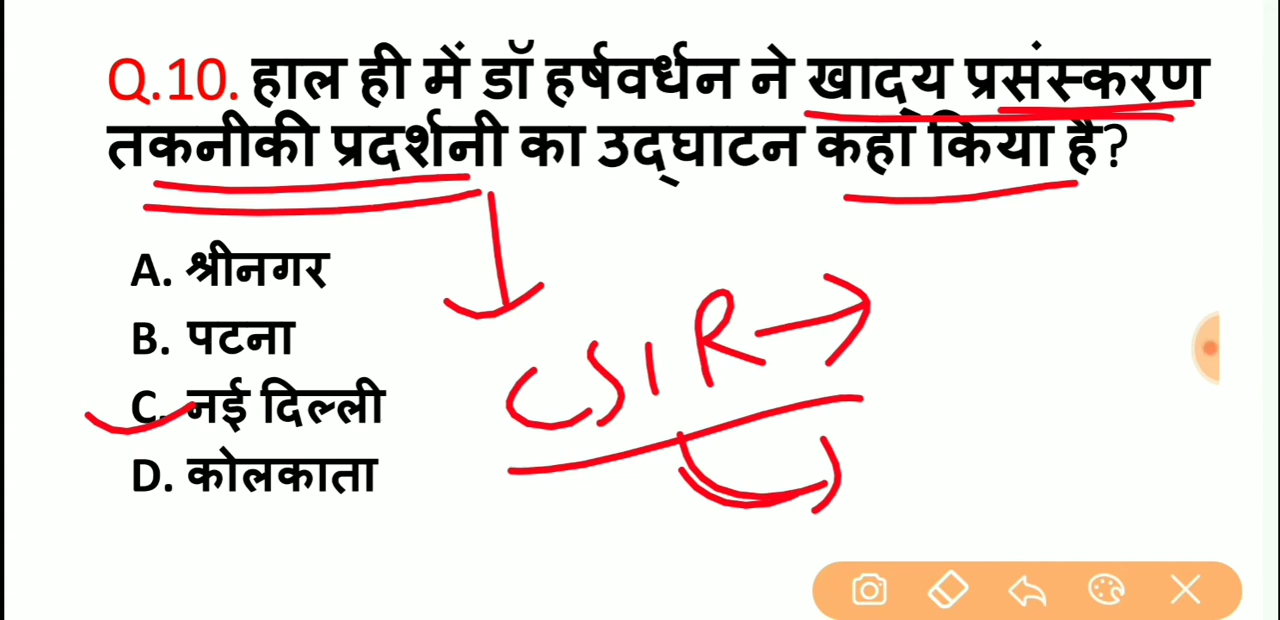 Q.10. हाल ही में डॉ हर्षवर्धन ने खाद्य प्रसंस्करण
तकनीकी प्रदर्शनी का उद्घाटन कहां किया है?
A. श्रीनगर
B. पटना
C. नई दिल्ली
D. कोलकाता
CSIR